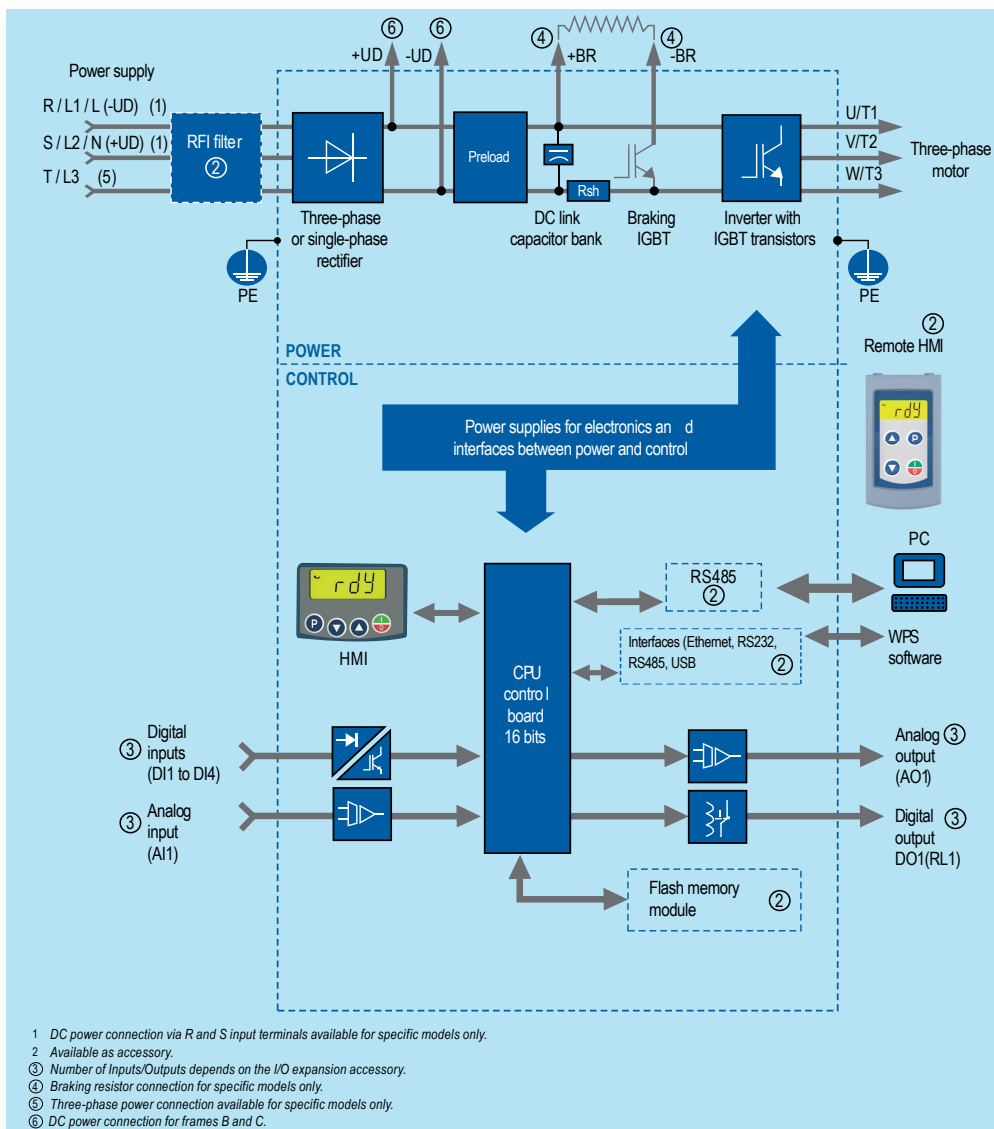 ⑥ ⑥
+UD -UD
④ ④
+BR -BR
Power supply
R / L1 / L (-UD) (1)
S / L2 / N (+UD) (1)
T / L3 (5)
RFI filter
②
Preload
Rsh
U/T1
V/T2
W/T3
Three-phase
motor
Three-phase
or single-phase
rectifier
DC link
capacitor bank
Braking
IGBT
Inverter with
IGBT transistors
PE
PE
POWER
CONTROL
②
Remote HMI
rdy
P
I
0
Power supplies for electronics an d
interfaces between power and control
PC
rdy
P
I
0
HMI
RS485
②
Interfaces (Ethernet, RS232,
RS485, USB ②
WPS
software
CPU
contro l
board
16 bits
③ Digital
inputs
(DI1 to DI4)
③ Analog
input
(AI1)
Analog ③
output
(AO1)
Digital ③
output
DO1(RL1)
Flash memory
module ②
1 DC power connection via R and S input terminals available for specific models only.
2 Available as accessory.
③ Number of Inputs/Outputs depends on the I/O expansion accessory.
④ Braking resistor connection for specific models only.
⑤ Three-phase power connection available for specific models only.
⑥ DC power connection for frames B and C.